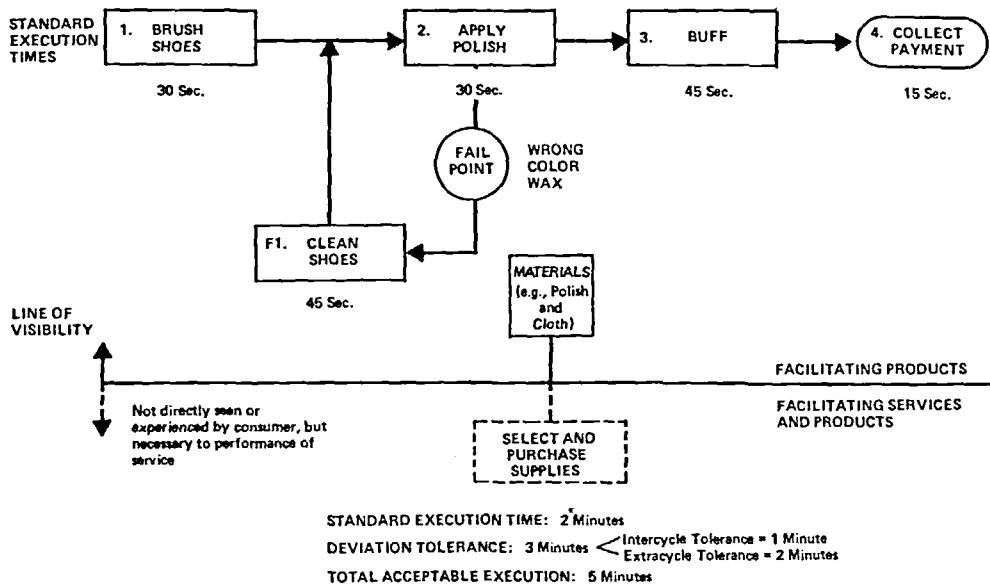 STANDARD
EXECUTION
TIMES
1. BRUSH
SHOES
30 Sec.
2. APPLY
POLISH
30 Sec.
3. BUFF
45 Sec.
4. COLLECT
PAYMENT
15 Sec.
FAIL
POINT
WRONG
COLOR
WAX
F1. CLEAN
SHOES
45 Sec.
MATERIALS
(e.g., Polish
and
Cloth)
LINE OF
VISIBILITY
FACILITATING PRODUCTS
FACILITATING SERVICES
AND PRODUCTS
Not directly seen or
experienced by consumer, but
necessary to performance of
service
SELECT AND
PURCHASE
SUPPLIES
STANDARD EXECUTION TIME: 2 Minutes
DEVIATION TOLERANCE: 3 Minutes
Intercycle Tolerance = 1 Minute
Extracycle Tolerance = 2 Minutes
TOTAL ACCEPTABLE EXECUTION: 5 Minutes